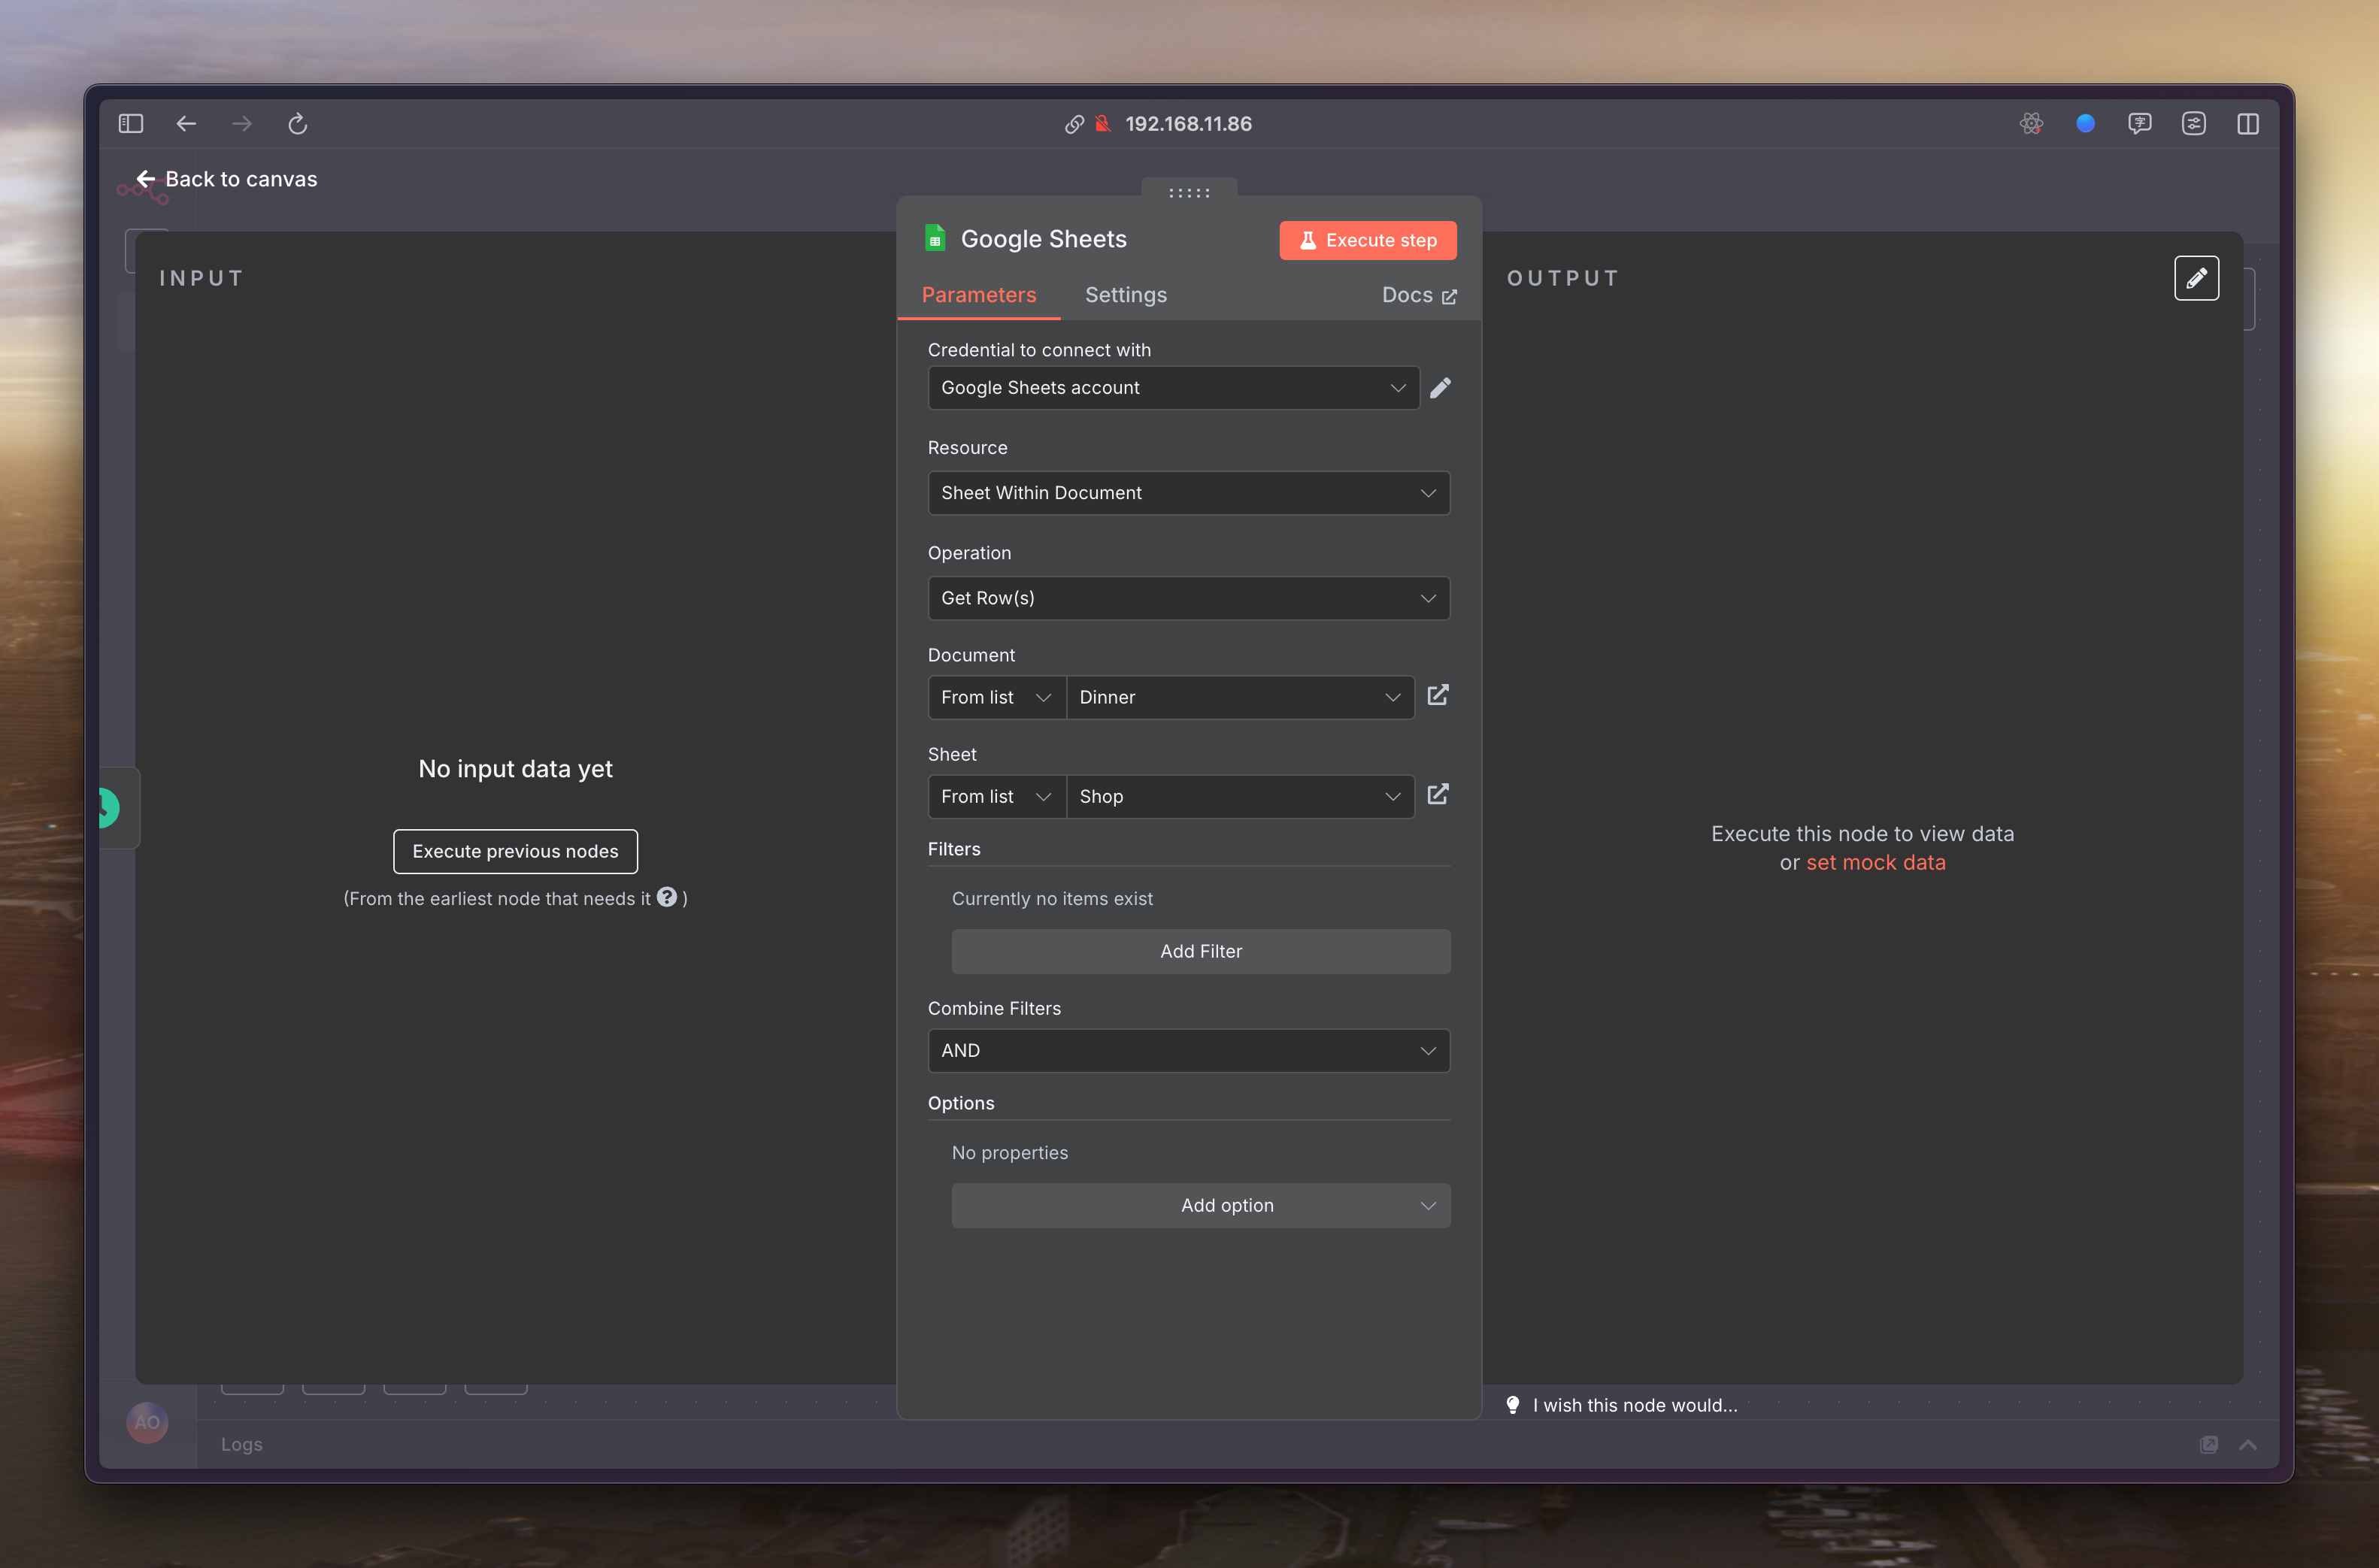 192.168.11.86
Back to canvas
INPUT
No input data yet
Execute previous nodes
(From the earliest node that needs it ? )
Google Sheets
Execute step
Parameters
Settings
Docs
Credential to connect with
Google Sheets account
Resource
Sheet Within Document
Operation
Get Row(s)
Document
From list
Dinner
Sheet
From list
Shop
Filters
Currently no items exist
Add Filter
Combine Filters
AND
Options
No properties
Add option
OUTPUT
Execute this node to view data
or set mock data
I wish this node would...
AO
Logs